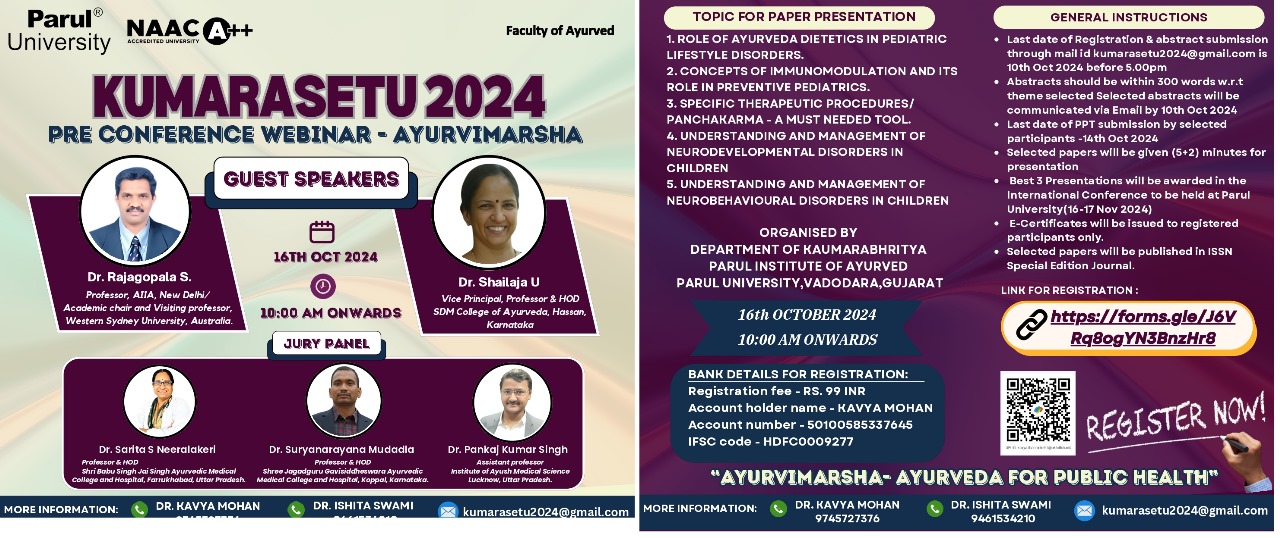 Parul®
University
NAAC A++
ACCREDITED UNIVERSITY
Faculty of Ayurved
KUMARASETU 2024
PRE CONFERENCE WEBINAR - AYURVIMARSHA
GUEST SPEAKERS
16TH OCT 2024
10:00 AM ONWARDS
Dr. Rajagopala S.
Professor, AIIA, New Delhi/
Academic chair and Visiting professor,
Western Sydney University, Australia.
Dr. Shailaja U
Vice Principal, Professor & HOD
SDM College of Ayurveda, Hassan,
Karnataka
JURY PANEL
Dr. Sarita S Neeralakeri
Professor & HOD
Shri Babu Singh Jai Singh Ayurvedic Medical
College and Hospital, Farrukhabad, Uttar Pradesh.
Dr. Suryanarayana Mudadla
Professor & HOD
Shree Jagadguru Gavisiddheswara Ayurvedic
Medical College and Hospital, Koppal, Karnataka.
Dr. Pankaj Kumar Singh
Assistant professor
Institute of Ayush Medical Science
Lucknow, Uttar Pradesh.
MORE INFORMATION:
DR. KAVYA MOHAN
DR. ISHITA SWAMI
kumarasetu2024@gmail.com
TOPIC FOR PAPER PRESENTATION
1. ROLE OF AYURVEDA DIETETICS IN PEDIATRIC
LIFESTYLE DISORDERS.
2. CONCEPTS OF IMMUNOMODULATION AND ITS
ROLE IN PREVENTIVE PEDIATRICS.
3. SPECIFIC THERAPEUTIC PROCEDURES/
PANCHAKARMA - A MUST NEEDED TOOL.
4. UNDERSTANDING AND MANAGEMENT OF
NEURODEVELOPMENTAL DISORDERS IN
CHILDREN
5. UNDERSTANDING AND MANAGEMENT OF
NEUROBEHAVIOURAL DISORDERS IN CHILDREN
ORGANISED BY
DEPARTMENT OF KAUMARABHRITYA
PARUL INSTITUTE OF AYURVED
PARUL UNIVERSITY,VADODARA,GUJARAT
16th OCTOBER 2024
10:00 AM ONWARDS
BANK DETAILS FOR REGISTRATION:
Registration fee - RS. 99 INR
Account holder name - KAVYA MOHAN
Account number - 50100585337645
IFSC code - HDFC0009277
GENERAL INSTRUCTIONS
• Last date of Registration & abstract submission
through mail id kumarasetu2024@gmail.com is
10th Oct 2024 before 5.00pm
• Abstracts should be within 300 words w.r.t
theme selected Selected abstracts will be
communicated via Email by 10th Oct 2024
• Last date of PPT submission by selected
participants -14th Oct 2024
• Selected papers will be given (5+2) minutes for
presentation
• Best 3 Presentations will be awarded in the
International Conference to be held at Parul
University(16-17 Nov 2024)
• E-Certificates will be issued to registered
participants only.
• Selected papers will be published in ISSN
Special Edition Journal.
LINK FOR REGISTRATION :
https://forms.gle/J6V
Rq8ogYN3BnzHr8
REGISTER NOW!
“AYURVIMARSHA- AYURVEDA FOR PUBLIC HEALTH”
MORE INFORMATION:
DR. KAVYA MOHAN
9745727376
DR. ISHITA SWAMI
9461534210
kumarasetu2024@gmail.com